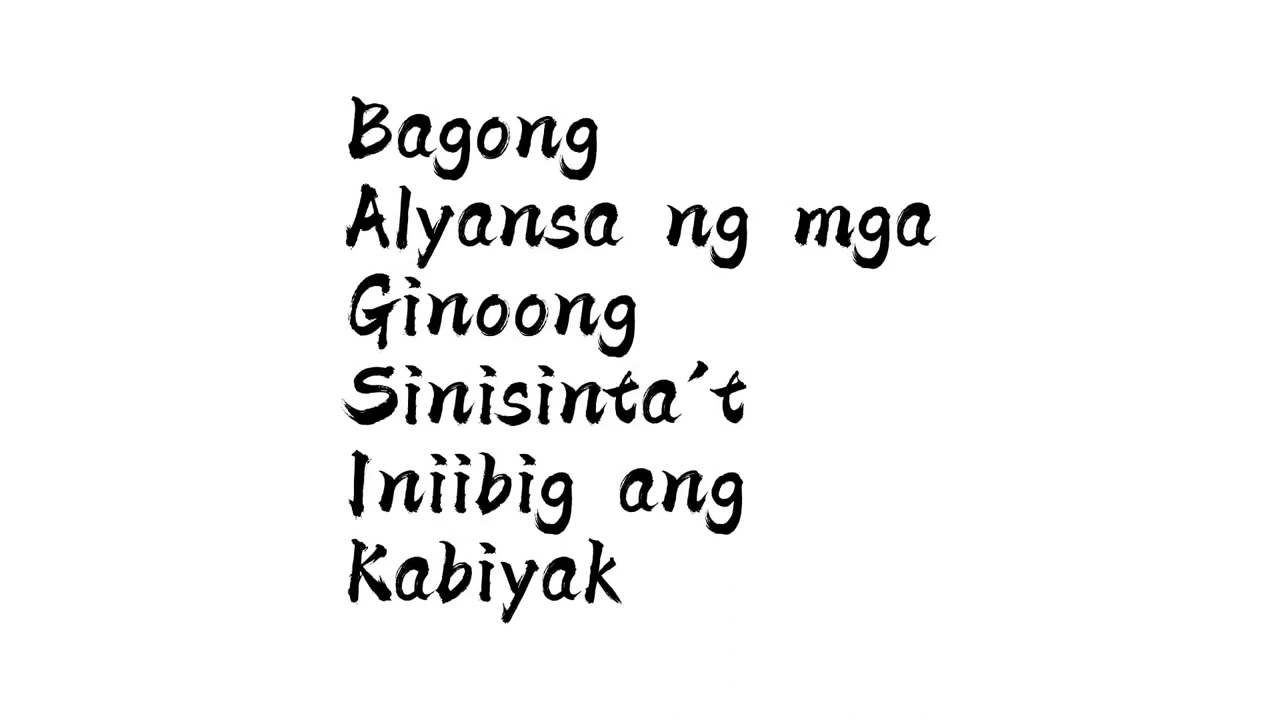 Bagong
Alyansa ng mga
Ginoong
Sinisinta't
Iniibig ang
Kabiyak